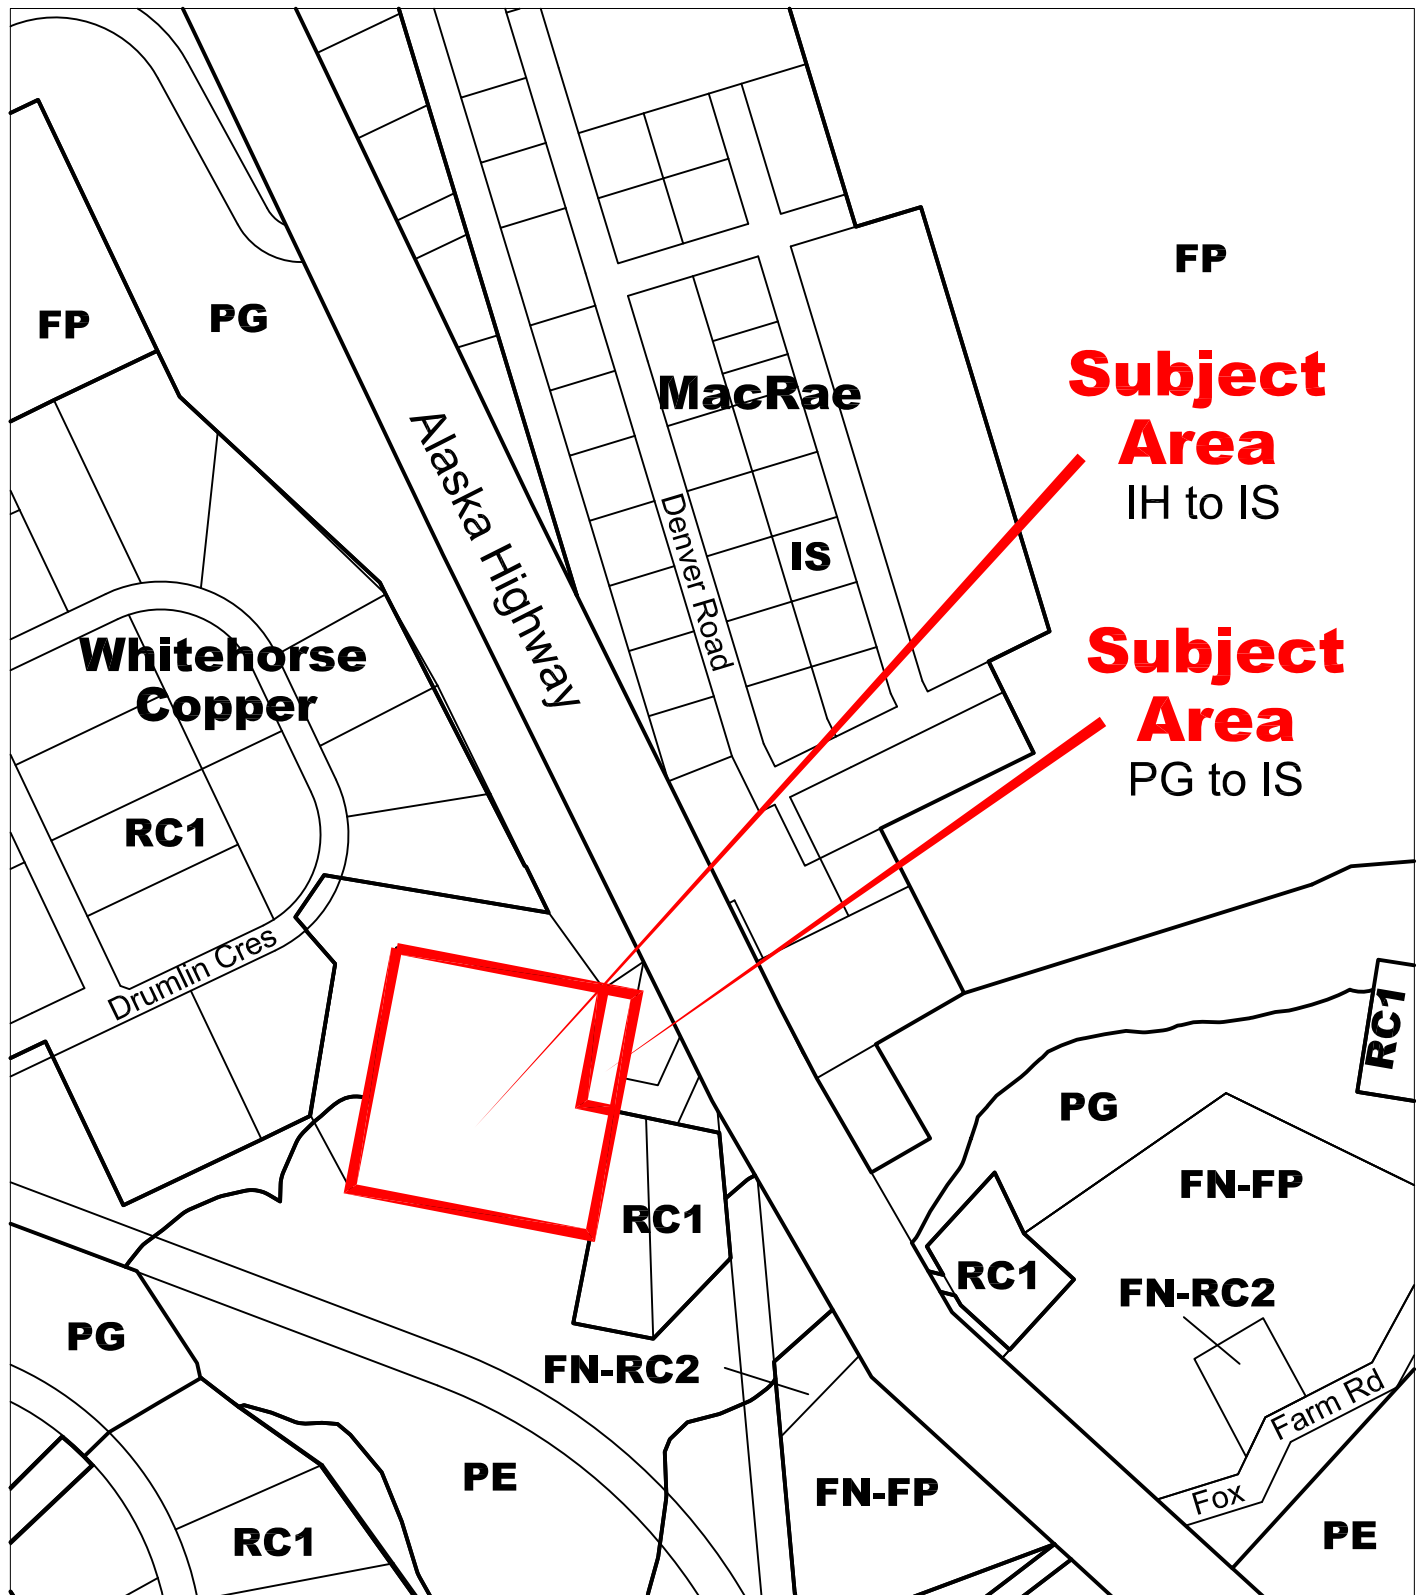 FP
FP
PG
Subject
Area
IH to IS
MacRae
Alaska Highway
Denver Road
IS
Subject
Area
PG to IS
Whitehorse
Copper
RC1
Drumlin Cres
RC1
PG
FN-FP
RC1
RC1
FN-RC2
PG
FN-RC2
Farm Rd
Fox
PE
FN-FP
RC1
PE